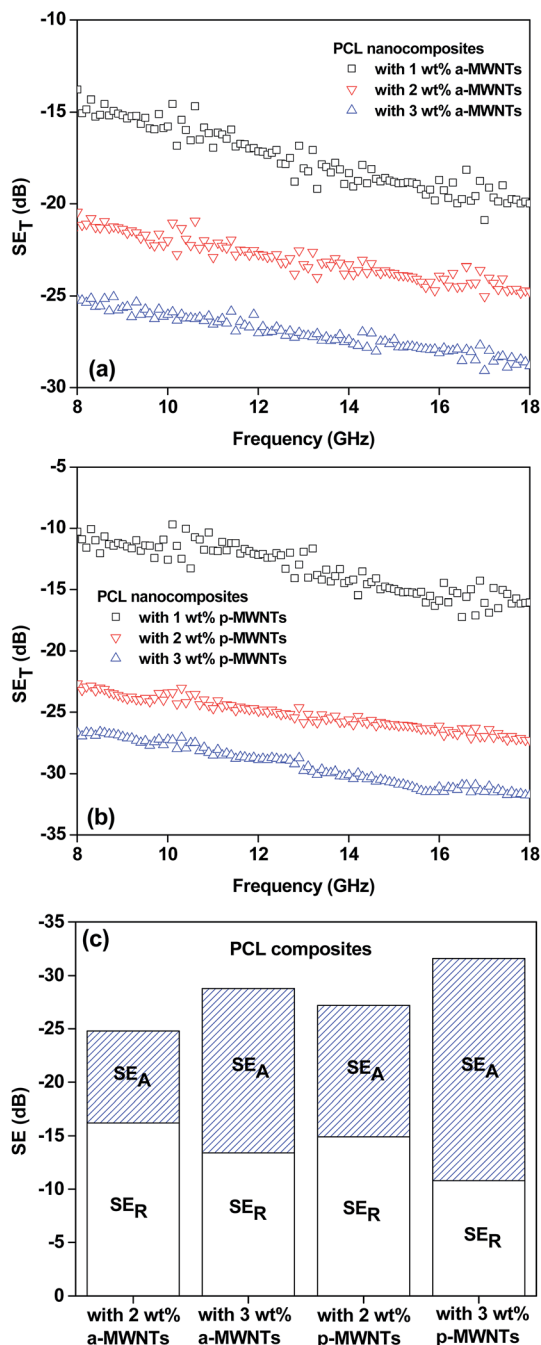 -10
-15
-20
-25
-30
SE_T (dB)
PCL nanocomposites
with 1 wt% a-MWNTs
with 2 wt% a-MWNTs
with 3 wt% a-MWNTs
(a)
8 10 12 14 16 18
Frequency (GHz)
-5
-10
-15
-20
-25
-30
-35
SE_T (dB)
PCL nanocomposites
with 1 wt% p-MWNTs
with 2 wt% p-MWNTs
with 3 wt% p-MWNTs
(b)
8 10 12 14 16 18
Frequency (GHz)
-35
-30
-25
-20
-15
-10
-5
0
SE (dB)
(c)
PCL composites
SE_A SE_A SE_A SE_A
SE_R SE_R SE_R SE_R
with 2 wt% with 3 wt% with 2 wt% with 3 wt%
a-MWNTs a-MWNTs p-MWNTs p-MWNTs